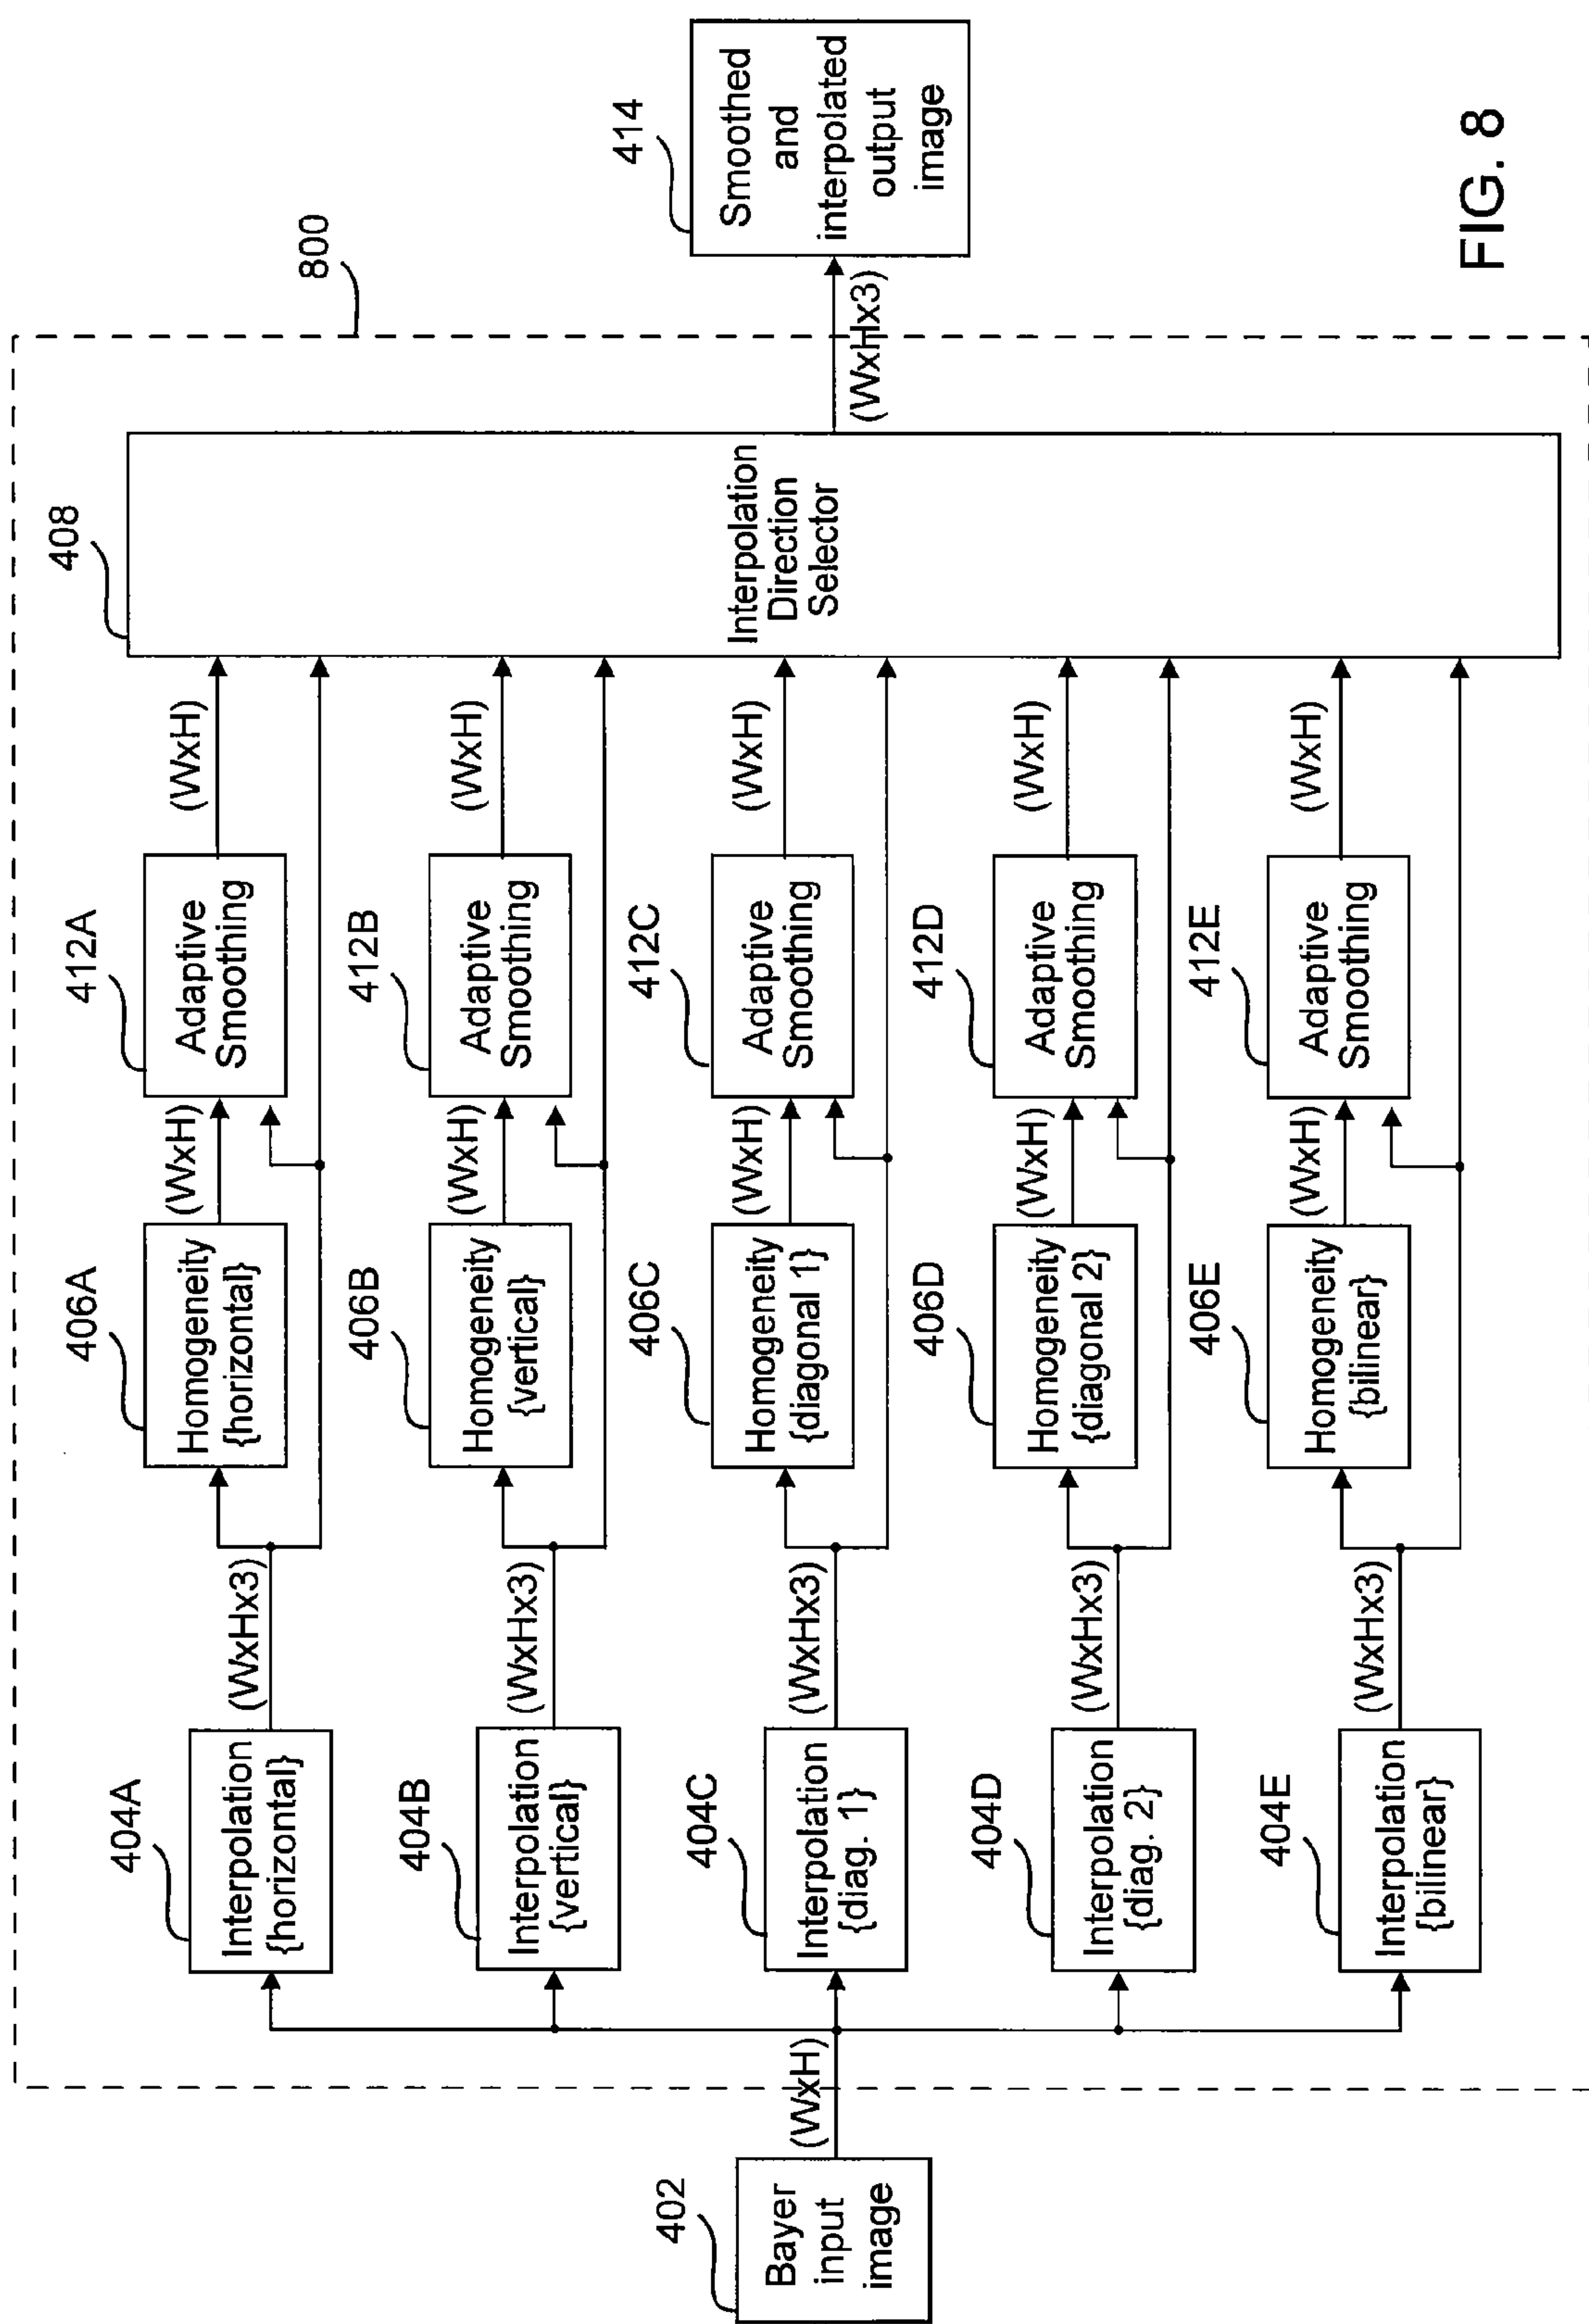 800
402
Bayer
input
image
(WxH)
404A
Interpolation
{horizontal}
(WxHx3)
406A
Homogeneity
{horizontal}
(WxH)
412A
Adaptive
Smoothing
(WxH)
404B
Interpolation
{vertical}
(WxHx3)
406B
Homogeneity
{vertical}
(WxH)
412B
Adaptive
Smoothing
(WxH)
404C
Interpolation
{diag. 1}
(WxHx3)
406C
Homogeneity
{diagonal 1}
(WxH)
412C
Adaptive
Smoothing
(WxH)
404D
Interpolation
{diag. 2}
(WxHx3)
406D
Homogeneity
{diagonal 2}
(WxH)
412D
Adaptive
Smoothing
(WxH)
404E
Interpolation
{bilinear}
(WxHx3)
406E
Homogeneity
{bilinear}
(WxH)
412E
Adaptive
Smoothing
(WxH)
408
Interpolation
Direction
Selector
(WxHx3)
414
Smoothed
and
interpolated
output
image
FIG. 8